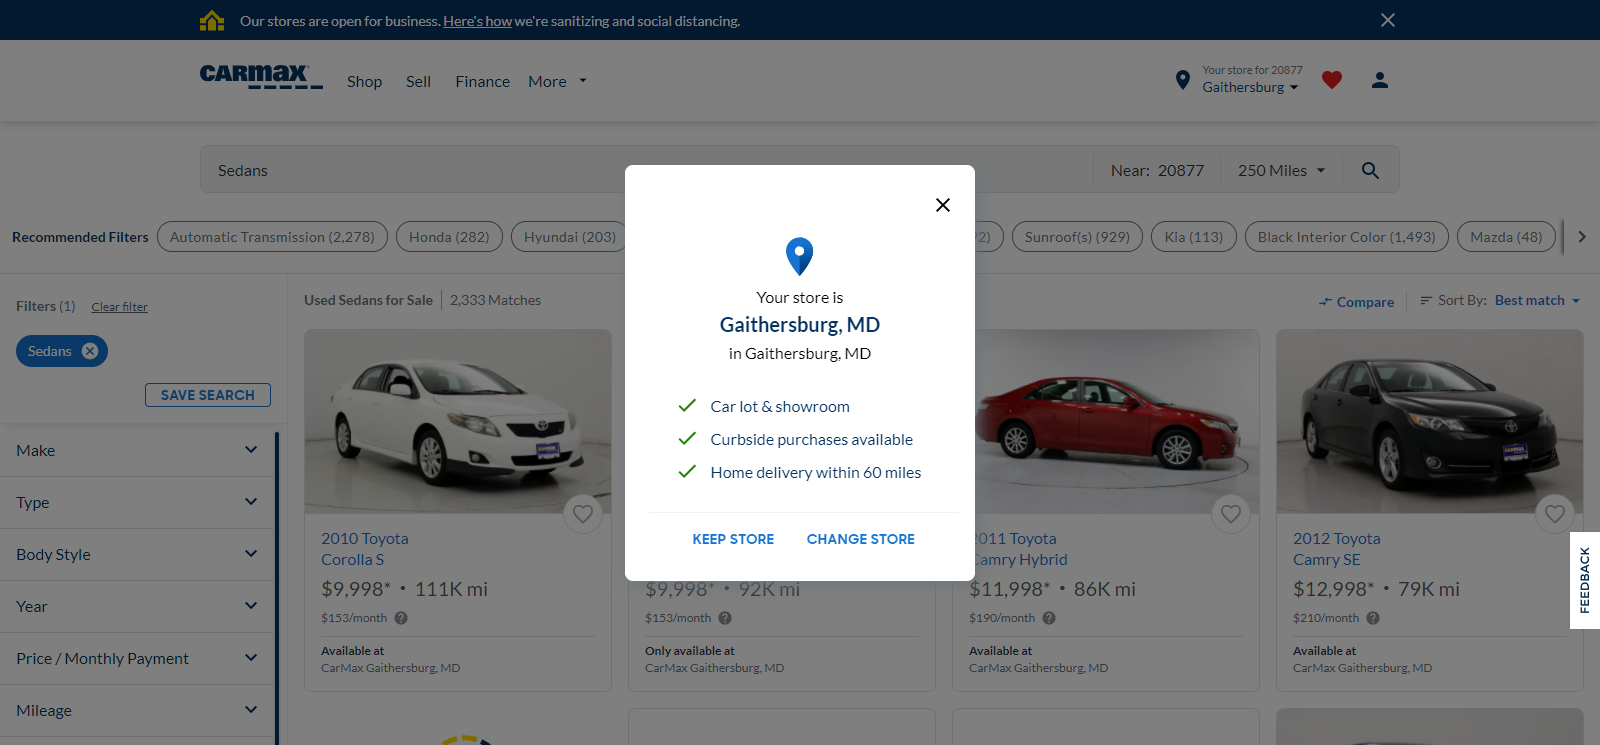 Our stores are open for business. Here's how we're sanitizing and social distancing.
CARMAX
Shop
Sell
Finance
More
Your store for 20877
Gaithersburg
Sedans
Near: 20877
250 Miles
Recommended Filters
Automatic Transmission (2,278)
Honda (282)
Hyundai (203)
Sunroof(s) (929)
Kia (113)
Black Interior Color (1,493)
Mazda (48)
Filters (1)
Clear filter
Sedans
SAVE SEARCH
Make
Type
Body Style
Year
Price / Monthly Payment
Mileage
Used Sedans for Sale
2,333 Matches
Compare
Sort By: Best match
Your store is
Gaithersburg, MD
in Gaithersburg, MD
Car lot & showroom
Curbside purchases available
Home delivery within 60 miles
KEEP STORE
CHANGE STORE
2010 Toyota
Corolla S
$9,998* • 111K mi
$153/month
Available at
CarMax Gaithersburg, MD
$9,998* • 92K mi
$153/month
Only available at
CarMax Gaithersburg, MD
2011 Toyota
Camry Hybrid
$11,998* • 86K mi
$190/month
Available at
CarMax Gaithersburg, MD
2012 Toyota
Camry SE
$12,998* • 79K mi
$210/month
Available at
CarMax Gaithersburg, MD
FEEDBACK